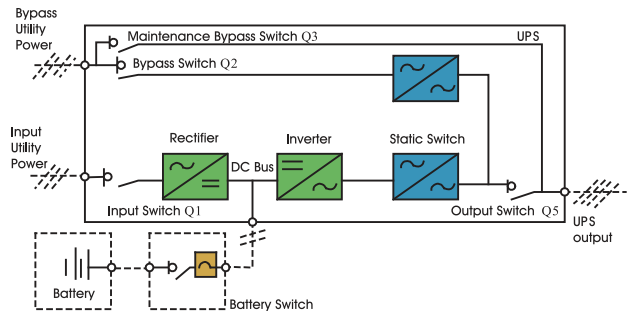 Bypass
Utility
Power
Maintenance Bypass Switch Q3
UPS
Bypass Switch Q2
Input
Utility
Power
Rectifier
Inverter
Static Switch
DC Bus
Input Switch Q1
Output Switch Q5
UPS
output
Battery
Battery Switch